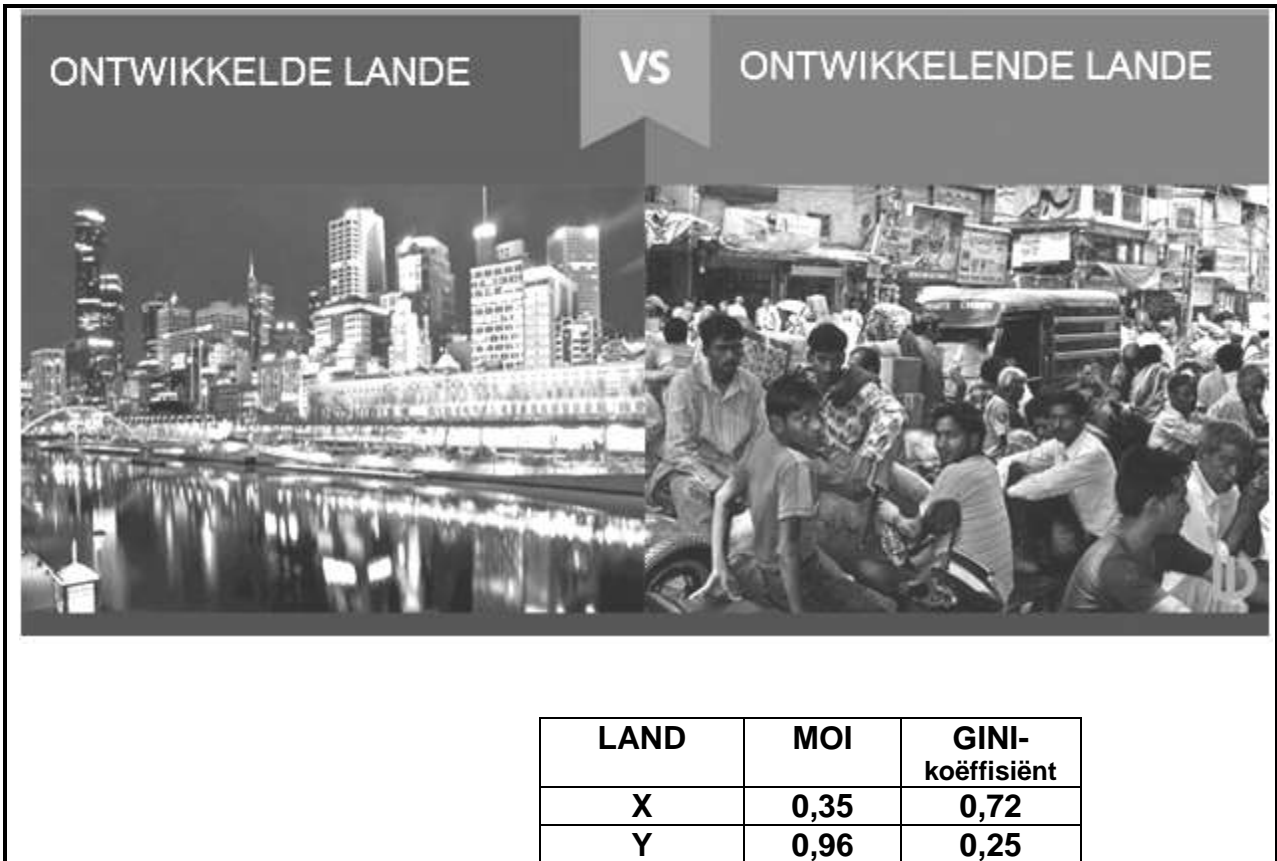 ONTWIKKELDE LANDE VS ONTWIKKELENDE LANDE
LAND MOI GINI-
koëffisiënt
X 0,35 0,72
Y 0,96 0,25